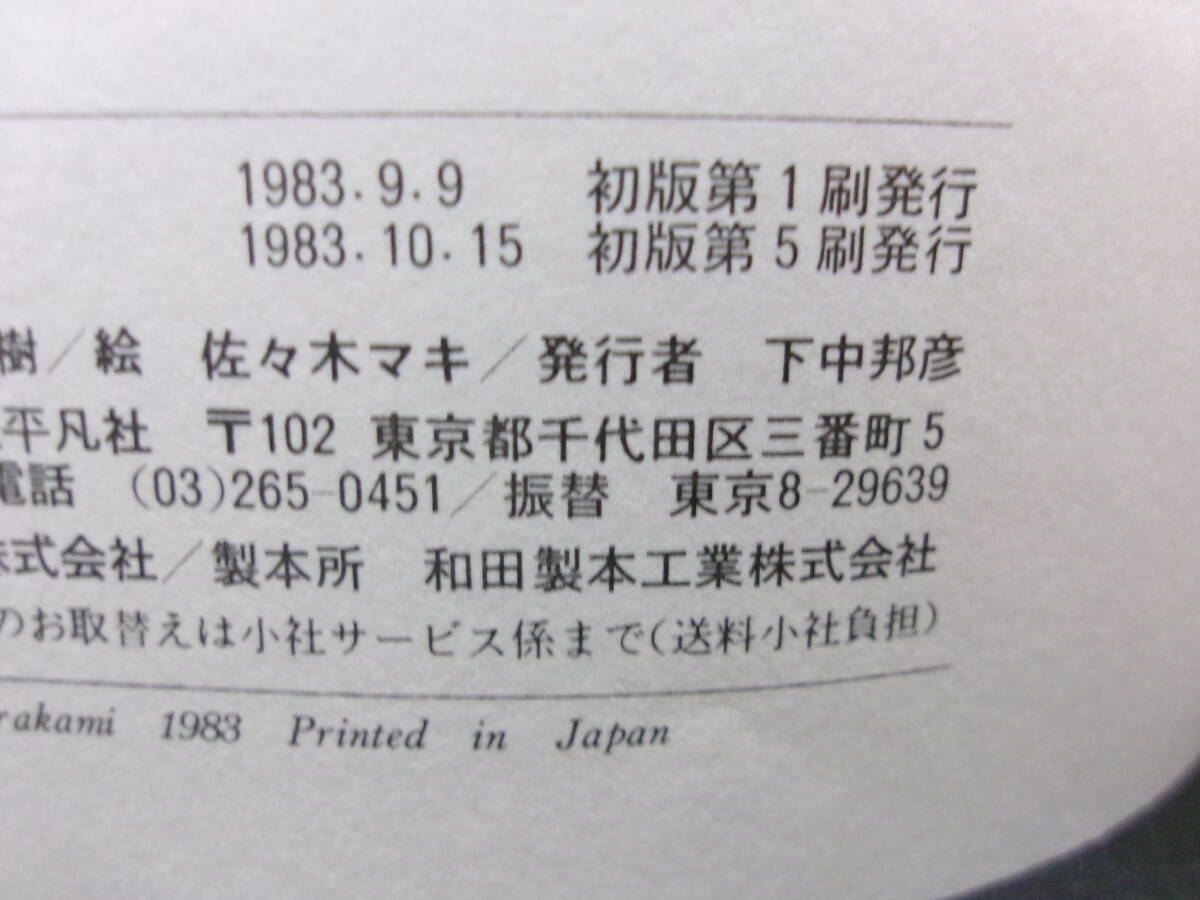 1983.9.9 初版第1刷発行
1983.10.15 初版第5刷発行
樹/絵 佐々木マキ/発行者 下中邦彦
平凡社 〒102 東京都千代田区三番町5
電話 (03)265-0451/振替 東京8-29639
株式会社/製本所 和田製本工業株式会社
のお取替えは小社サービス係まで(送料小社負担)
rakami 1983 Printed in Japan